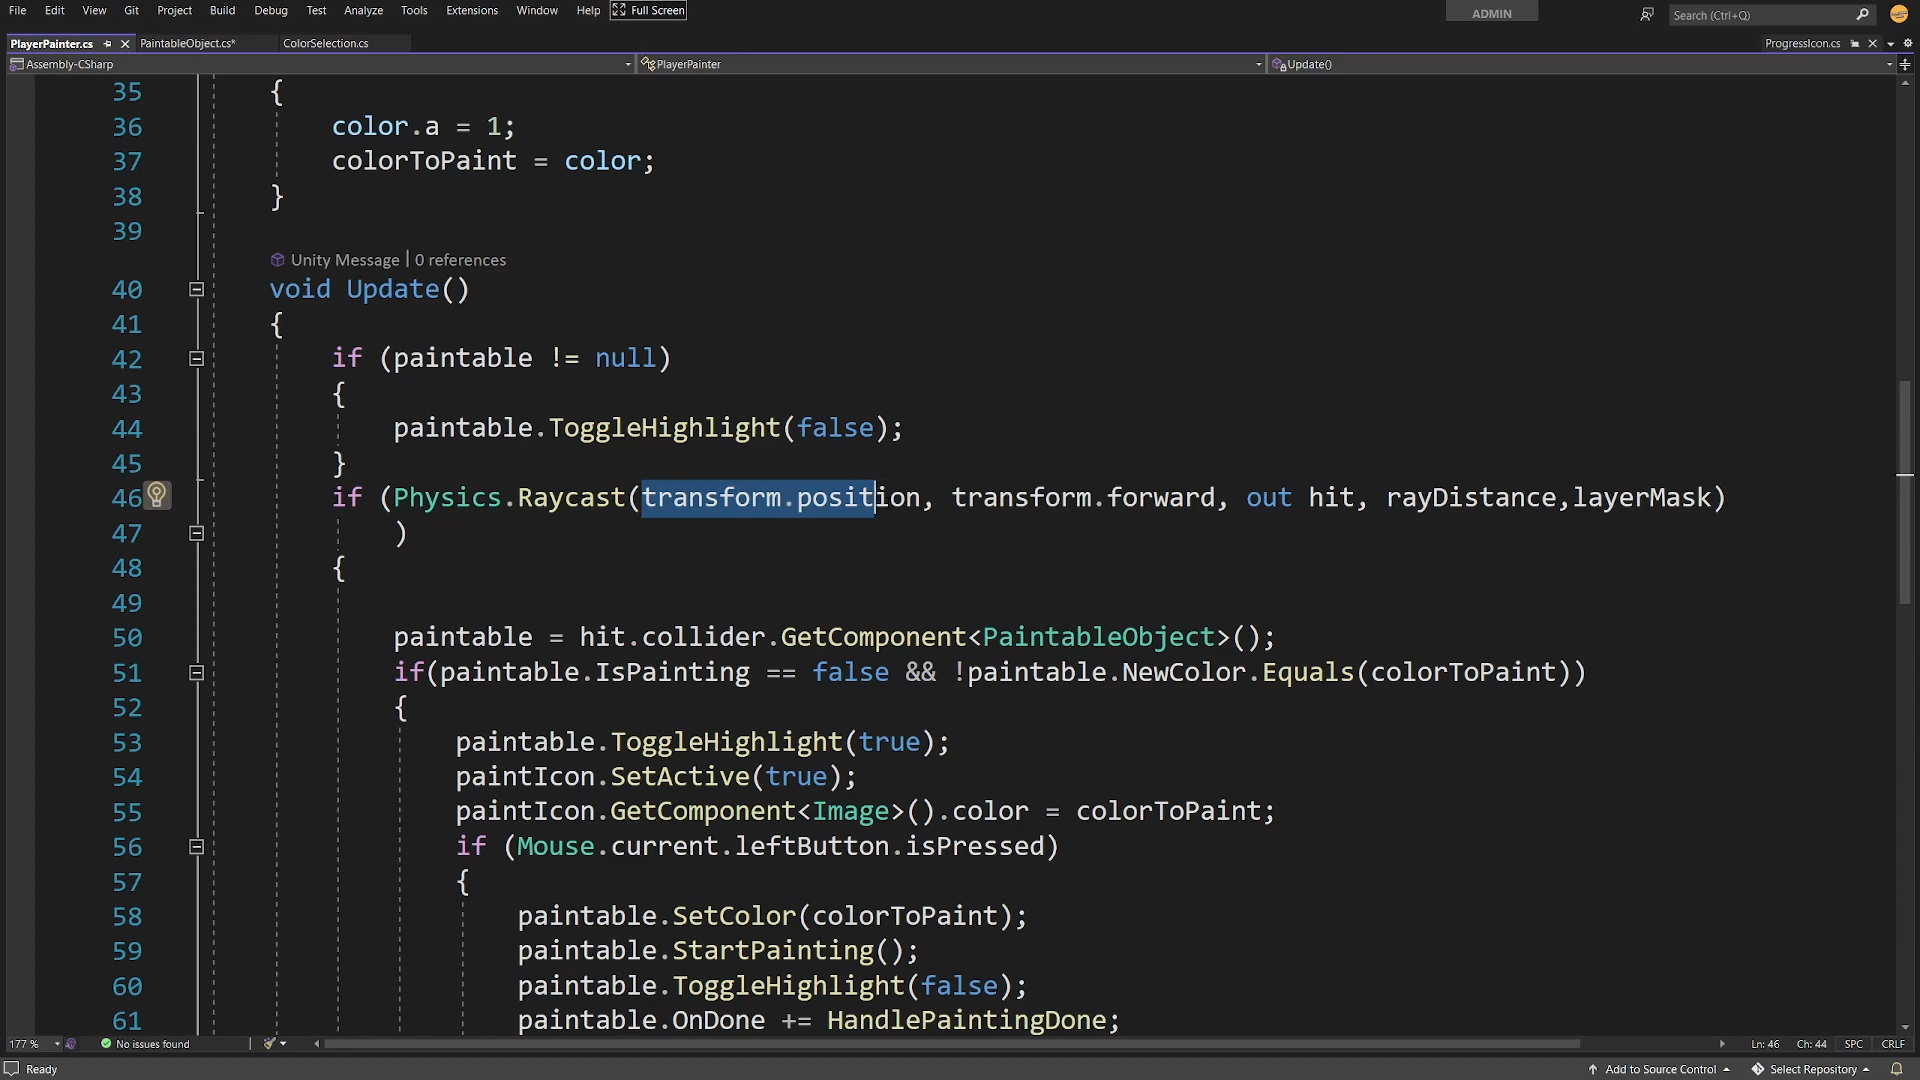 File Edit View Git Project Build Debug Test Analyze Tools Extensions Window Help Full Screen ADMIN Search (Ctrl+Q)
PlayerPainter.cs PaintableObject.cs* ColorSelection.cs ProgressIcon.cs
Assembly-CSharp PlayerPainter Update()
35 {
36 color.a = 1;
37 colorToPaint = color;
38 }
39
Unity Message | 0 references
40 void Update()
41 {
42 if (paintable != null)
43 {
44 paintable.ToggleHighlight(false);
45 }
46 if (Physics.Raycast(transform.position, transform.forward, out hit, rayDistance,layerMask)
47 )
48 {
49
50 paintable = hit.collider.GetComponent<PaintableObject>();
51 if(paintable.IsPainting == false && !paintable.NewColor.Equals(colorToPaint))
52 {
53 paintable.ToggleHighlight(true);
54 paintIcon.SetActive(true);
55 paintIcon.GetComponent<Image>().color = colorToPaint;
56 if (Mouse.current.leftButton.isPressed)
57 {
58 paintable.SetColor(colorToPaint);
59 paintable.StartPainting();
60 paintable.ToggleHighlight(false);
61 paintable.OnDone += HandlePaintingDone;
177 % No issues found Ln: 46 Ch: 44 SPC CRLF
Ready Add to Source Control Select Repository